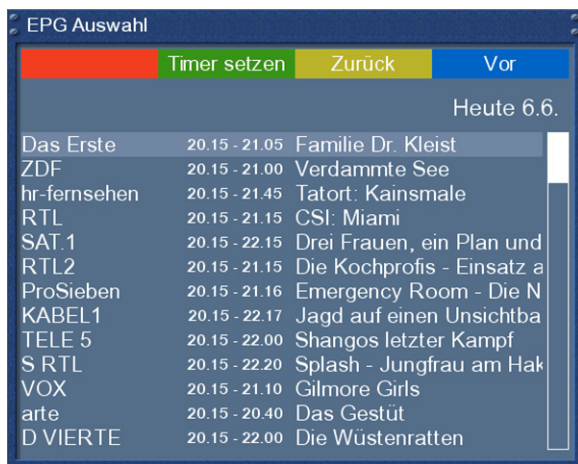 EPG Auswahl
Timer setzen Zurück Vor
Heute 6.6.
Das Erste 20.15 - 21.05 Familie Dr. Kleist
ZDF 20.15 - 21.00 Verdammte See
hr-fernsehen 20.15 - 21.45 Tatort: Kainsmale
RTL 20.15 - 21.15 CSI: Miami
SAT.1 20.15 - 22.15 Drei Frauen, ein Plan und
RTL2 20.15 - 21.15 Die Kochprofis - Einsatz a
ProSieben 20.15 - 21.16 Emergency Room - Die N
KABEL1 20.15 - 22.17 Jagd auf einen Unsichtba
TELE 5 20.15 - 22.00 Shangos letzter Kampf
S RTL 20.15 - 22.20 Splash - Jungfrau am Hak
VOX 20.15 - 21.10 Gilmore Girls
arte 20.15 - 20.40 Das Gestüt
D VIERTE 20.15 - 22.00 Die Wüstenratten